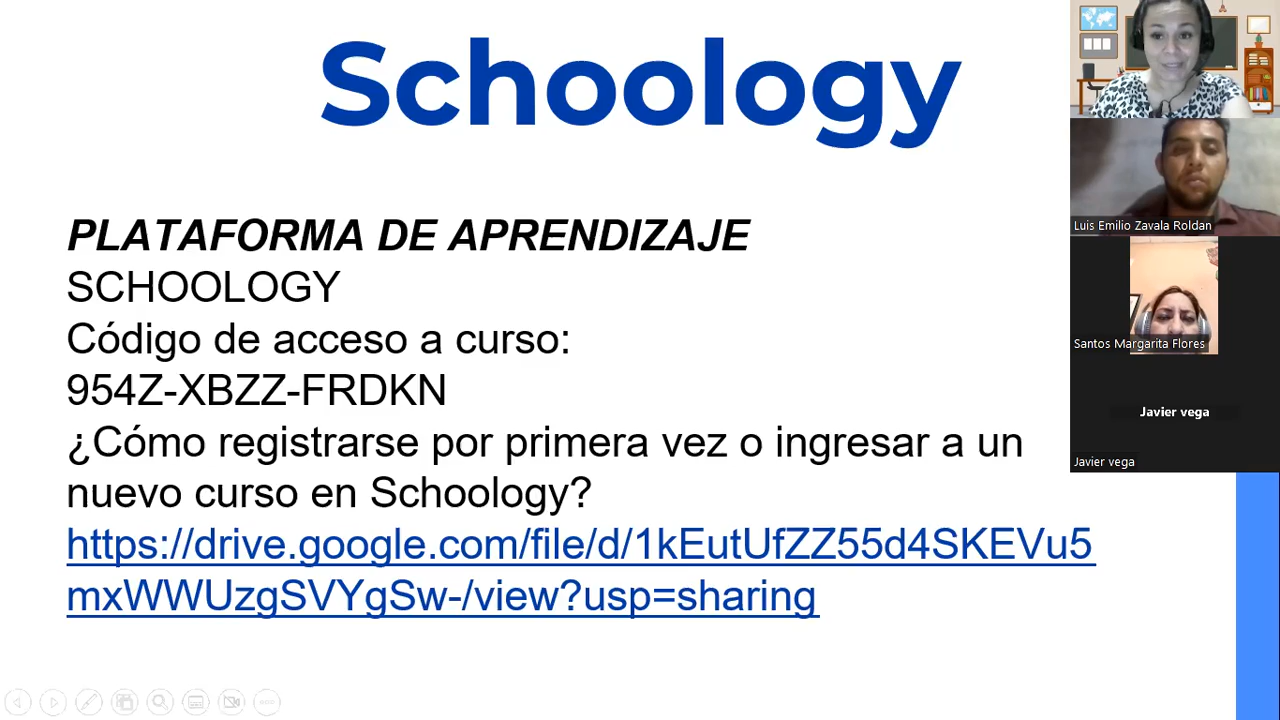 Schoology
PLATAFORMA DE APRENDIZAJE
SCHOOLOGY
Código de acceso a curso:
954Z-XBZZ-FRDKN
¿Cómo registrarse por primera vez o ingresar a un
nuevo curso en Schoology?
https://drive.google.com/file/d/1kEutUfZZ55d4SKEVu5
mxWWUzgSVYgSw-/view?usp=sharing
Luis Emilio Zavala Roldan
Santos Margarita Flores
Javier vega
Javier vega